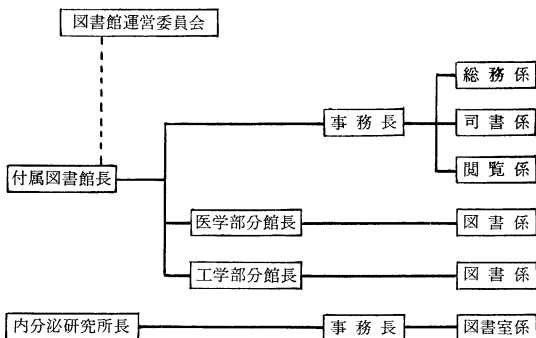 図書館運営委員会
総務係
事務長
司書係
閲覧係
付属図書館長
医学部分館長
図書係
工学部分館長
図書係
内分泌研究所長
事務長
図書室係